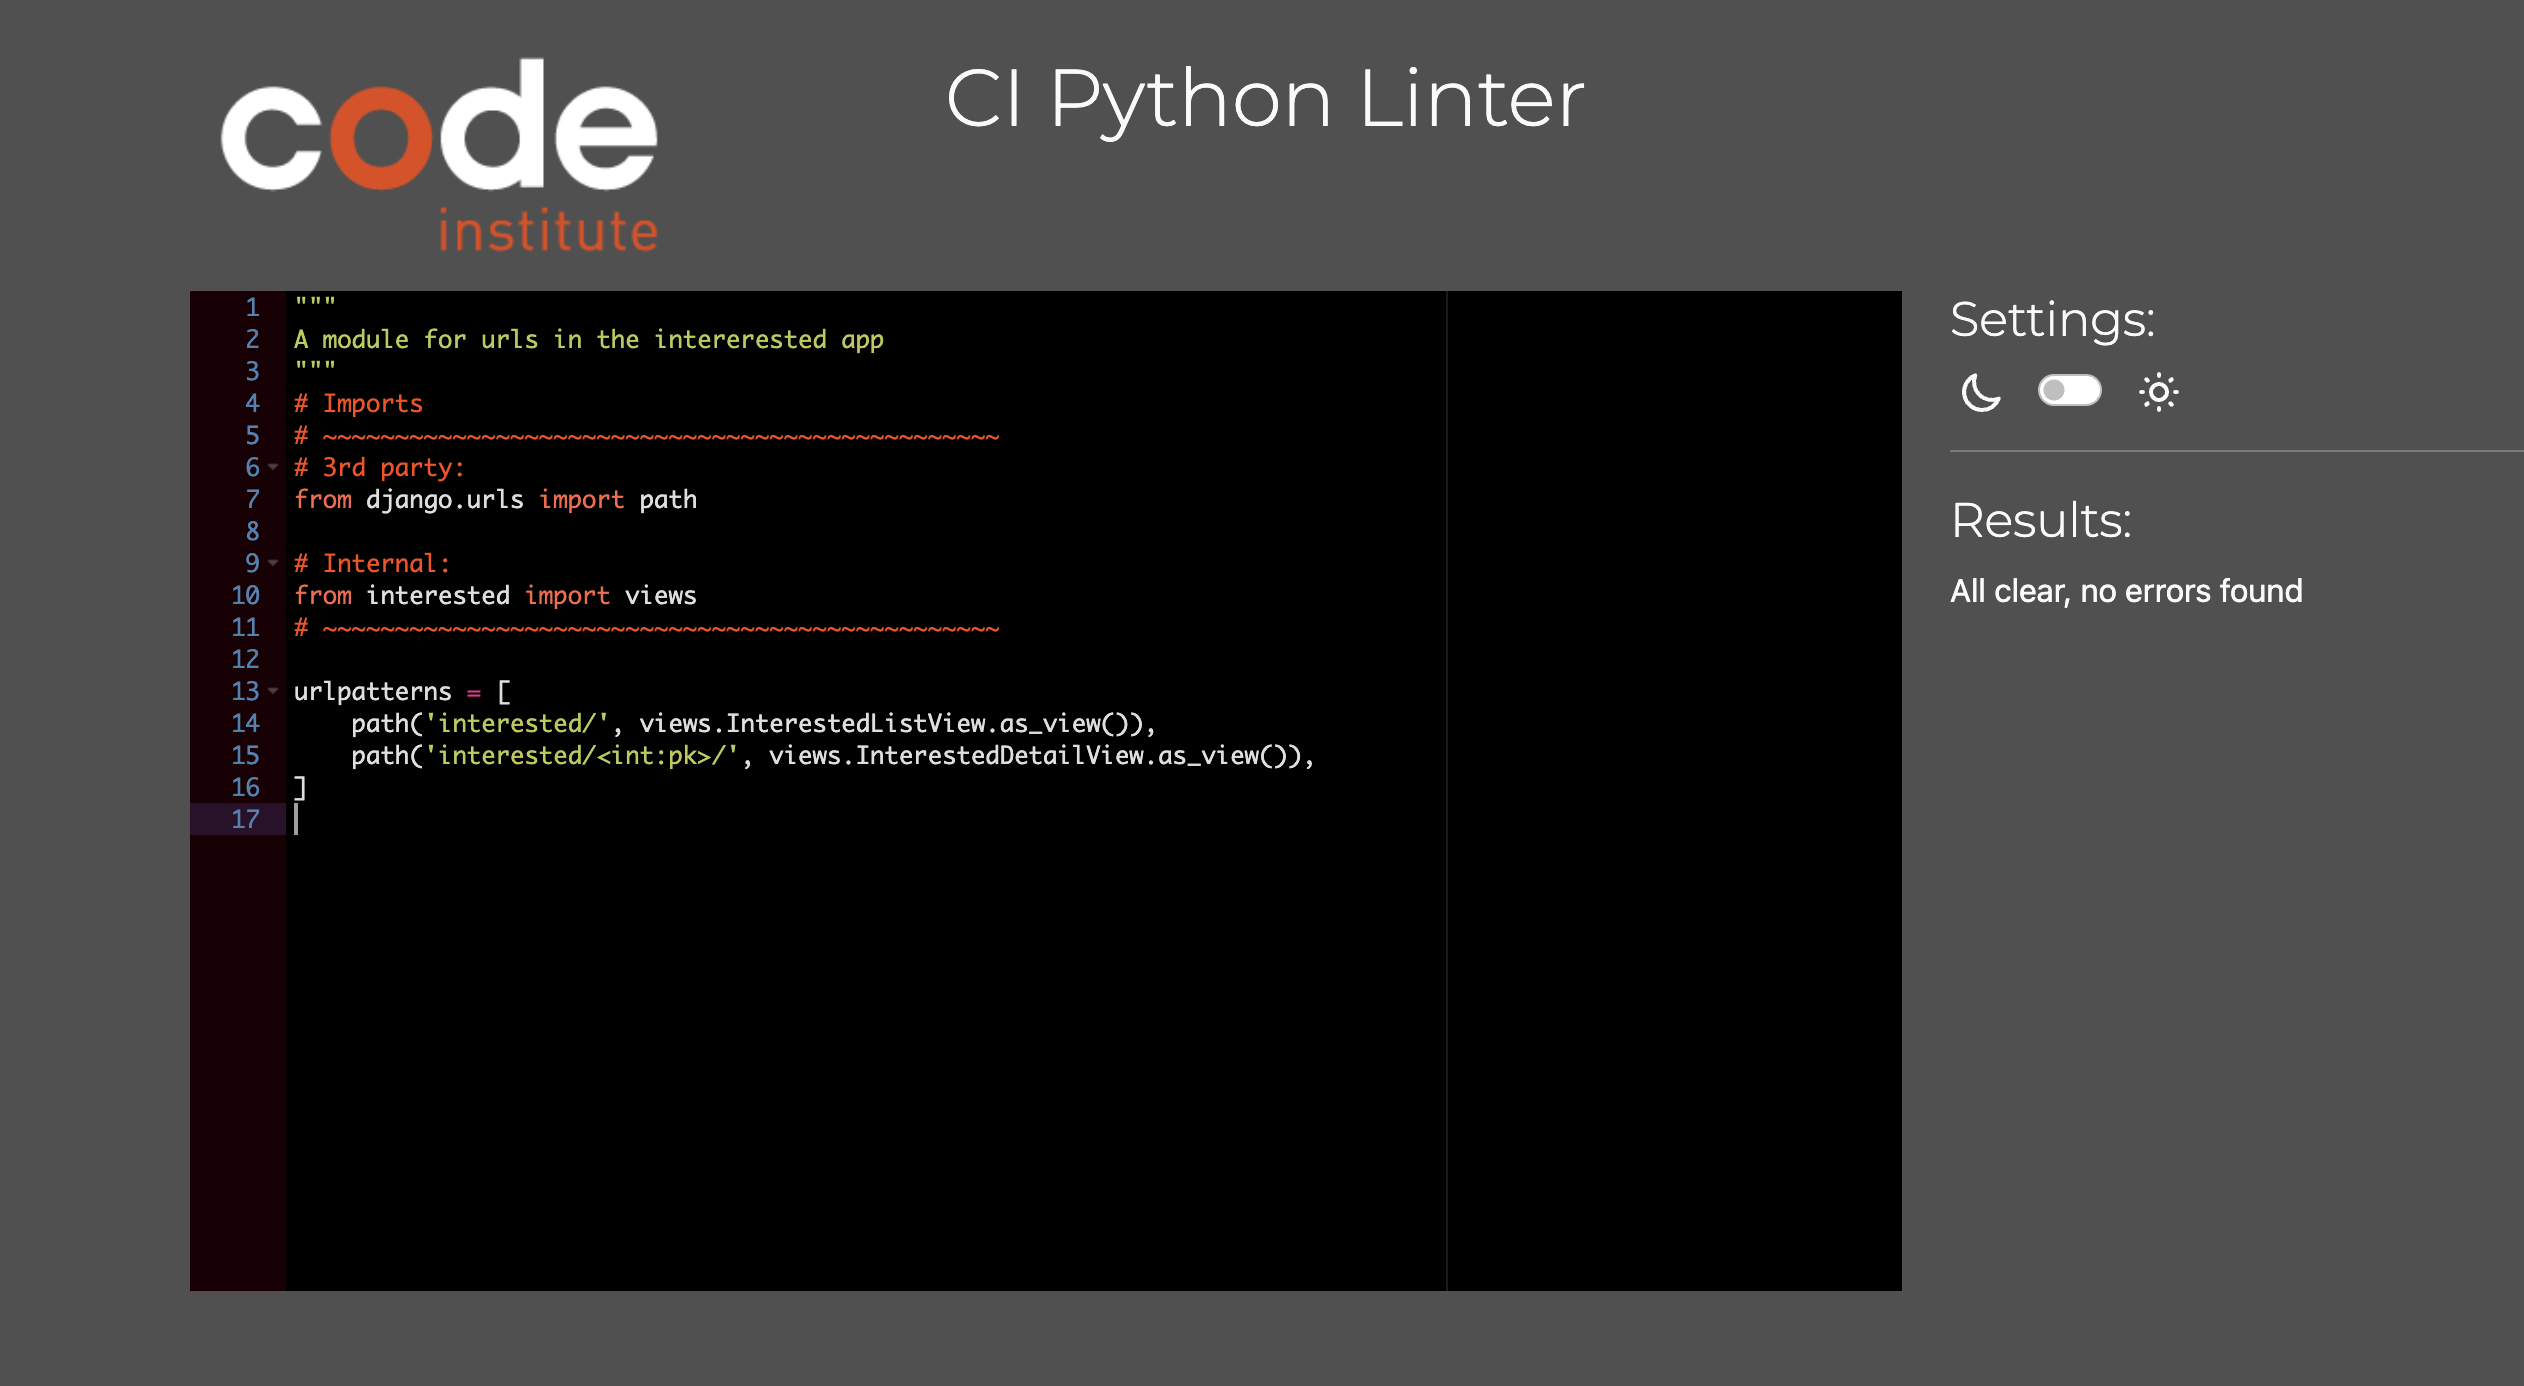 code
institute
CI Python Linter
1 """
2 A module for urls in the intererested app
3 """
4 # Imports
5 # ~~~~~~~~~~~~~~~~~~~~~~~~~~~~~~~~~~~~~~~~~~~~~~~
6 # 3rd party:
7 from django.urls import path
8
9 # Internal:
10 from interested import views
11 # ~~~~~~~~~~~~~~~~~~~~~~~~~~~~~~~~~~~~~~~~~~~~~~~
12
13 urlpatterns = [
14     path('interested/', views.InterestedListView.as_view()),
15     path('interested/<int:pk>/', views.InterestedDetailView.as_view()),
16 ]
17
Settings:
Results:
All clear, no errors found